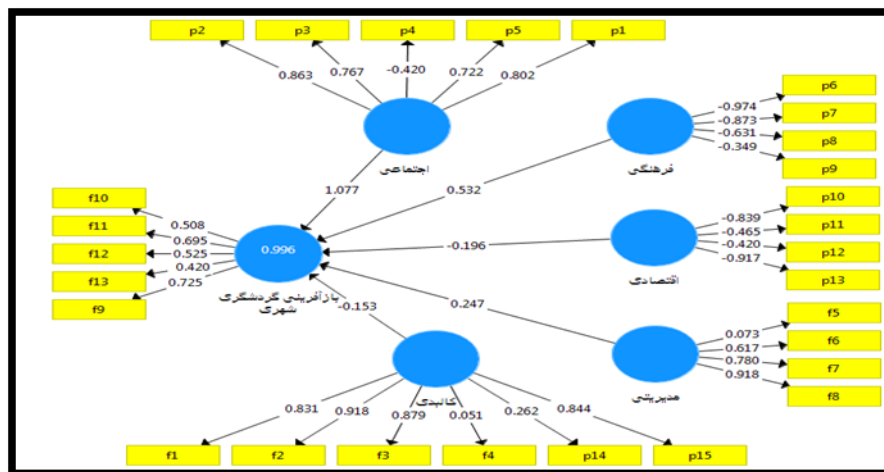 p2 p3 p4 p5 p1
0.863 0.767 -0.420 0.722 0.802
اجتماعی
p6
p7
p8
p9
-0.974
-0.873
-0.631
-0.349
فرهنگی
1.077
0.532
f10
f11
f12
f13
f9
0.508
0.695
0.525
0.420
0.725
0.996
بازآفرینی گردشگری
شهری
-0.196
p10
p11
p12
p13
-0.839
-0.465
-0.420
-0.917
اقتصادی
-0.153
0.247
f5
f6
f7
f8
0.073
0.617
0.780
0.918
مدیریتی
کالبدی
0.831 0.918 0.879 0.051 0.262 0.844
f1 f2 f3 f4 p14 p15